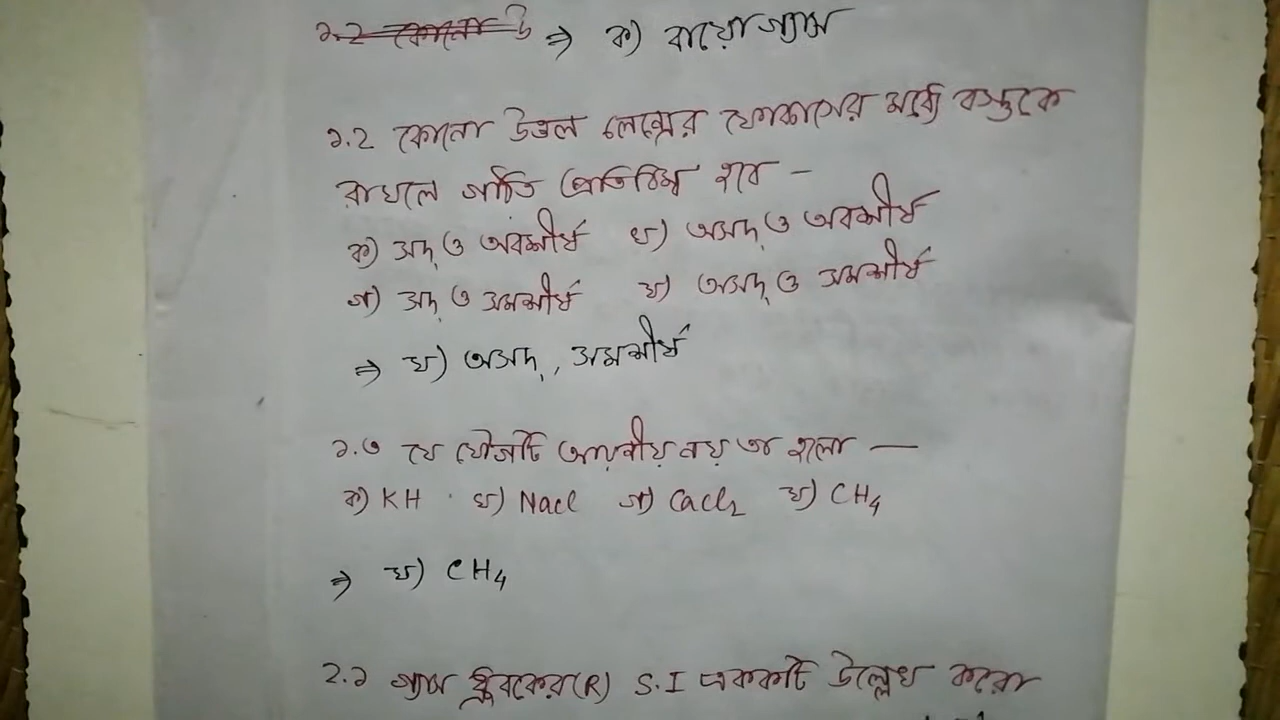 ১.২ কোনো উ ⇒ ক) বায়োগ্যাস
১.২ কোনো উত্তল লেন্সের ফোকাসের মধ্যে বস্তুকে
রাখলে গঠিত প্রতিবিম্ব হবে —
ক) সদ্ ও অবশীর্ষ খ) অসদ্ ও অবশীর্ষ
গ) সদ্ ও সমশীর্ষ ঘ) অসদ্ ও সমশীর্ষ
⇒ ঘ) অসদ্, সমশীর্ষ
১.৩ যে যৌগটি আয়নীয় নয় তা হলো —
ক) KH খ) NaCl গ) CaCl₂ ঘ) CH₄
⇒ ঘ) CH₄
২.১ গ্যাস ধ্রুবকের (R) S.I এককটি উল্লেখ করো